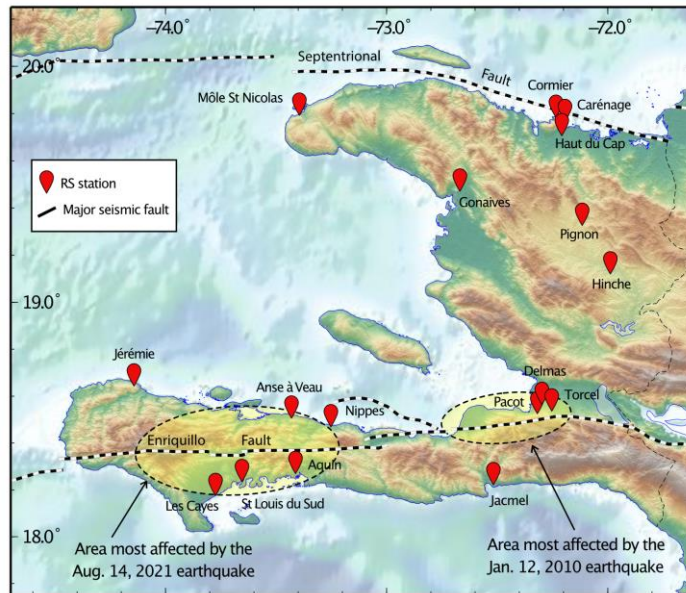 −74.0° −73.0° −72.0°
20.0°
Septentrional
Fault
Cormier
Môle St Nicolas
Carénage
Haut du Cap
RS station
Major seismic fault
Gonaives
Pignon
Hinche
19.0°
Jérémie
Delmas
Anse à Veau
Nippes
Pacot
Torcel
Enriquillo Fault
Aquin
Les Cayes
St Louis du Sud
Jacmel
18.0°
Area most affected by the
Aug. 14, 2021 earthquake
Area most affected by the
Jan. 12, 2010 earthquake